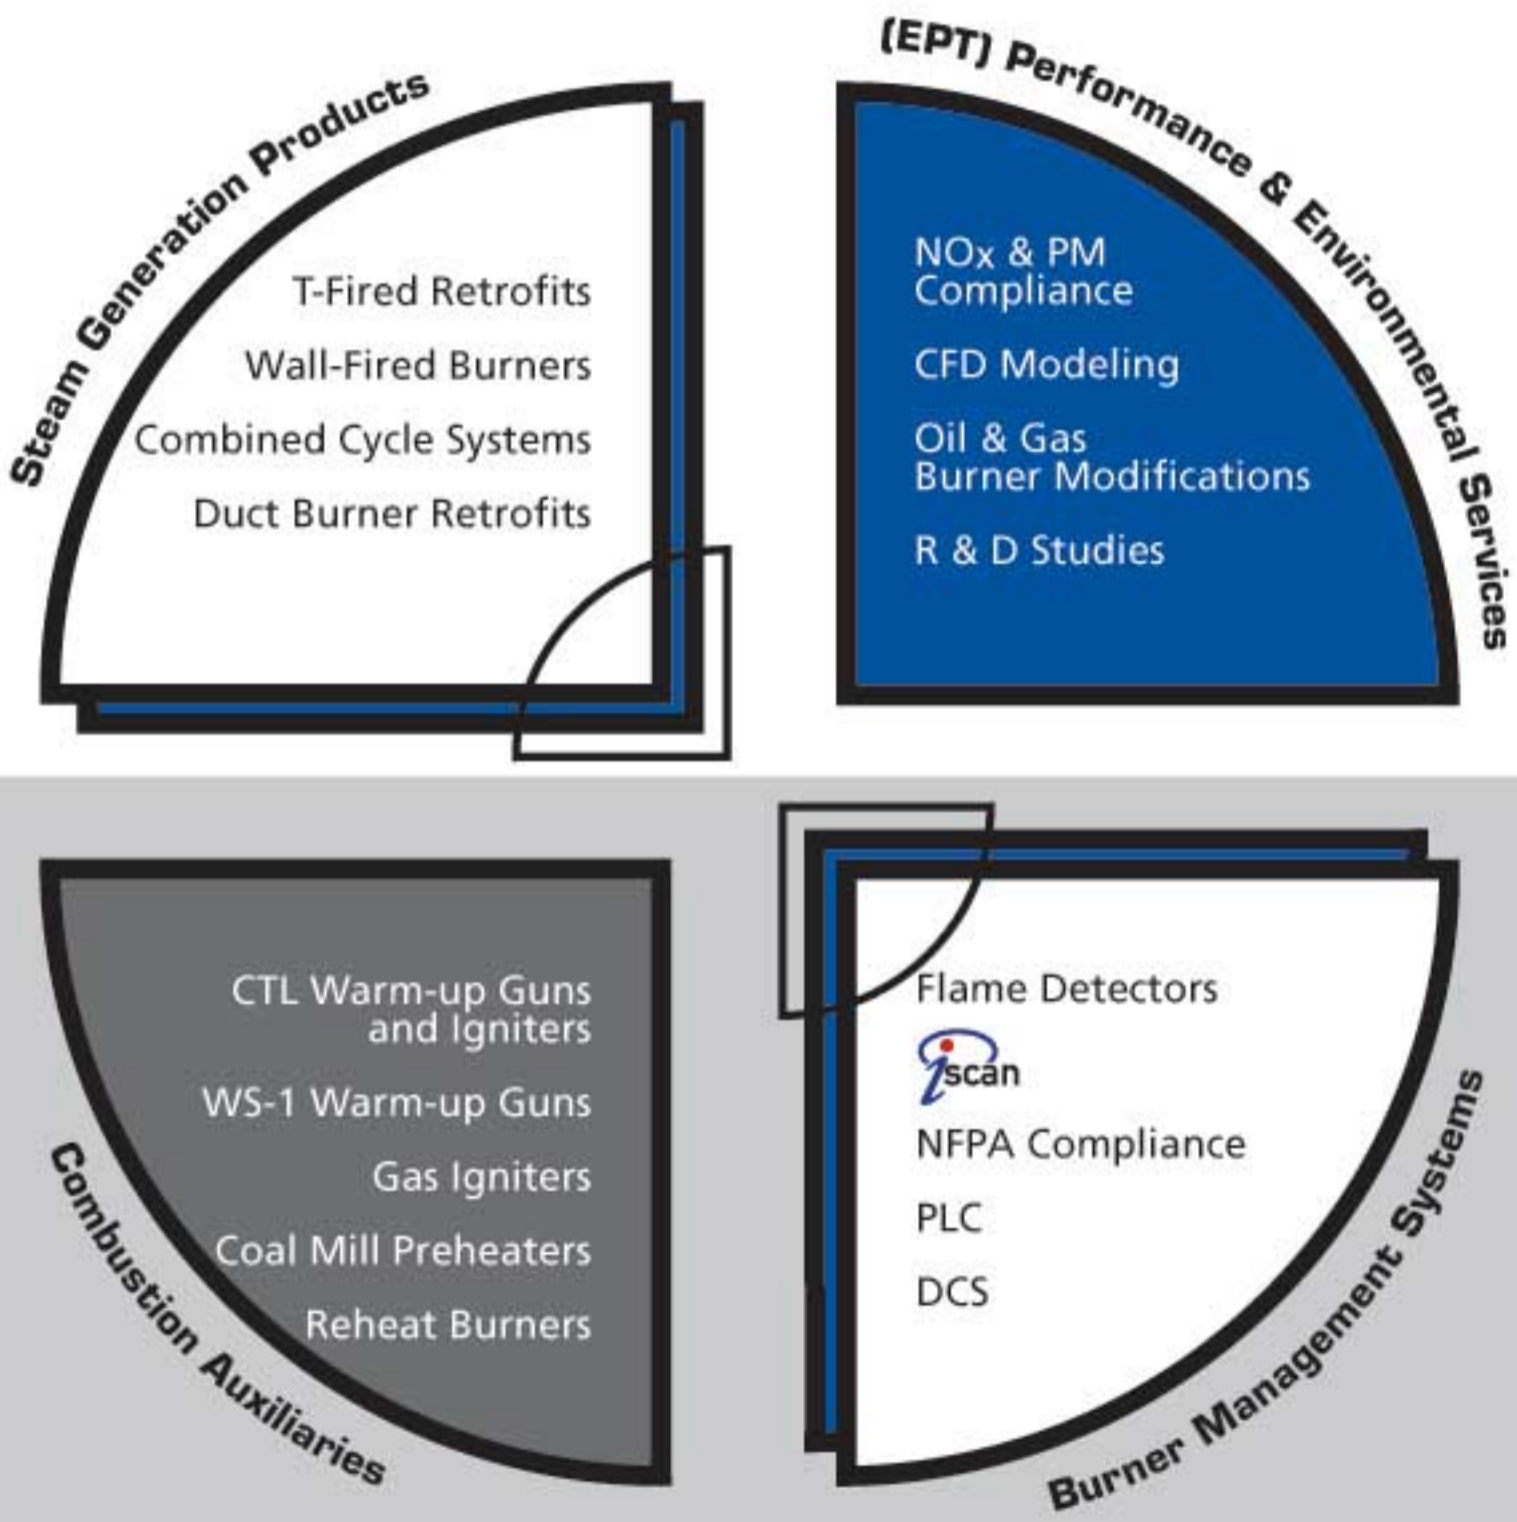 Steam Generation Products
T-Fired Retrofits
Wall-Fired Burners
Combined Cycle Systems
Duct Burner Retrofits
(EPT) Performance & Environmental Services
NOx & PM
Compliance
CFD Modeling
Oil & Gas
Burner Modifications
R & D Studies
Combustion Auxiliaries
CTL Warm-up Guns
and Igniters
WS-1 Warm-up Guns
Gas Igniters
Coal Mill Preheaters
Reheat Burners
Burner Management Systems
Flame Detectors
iscan
NFPA Compliance
PLC
DCS